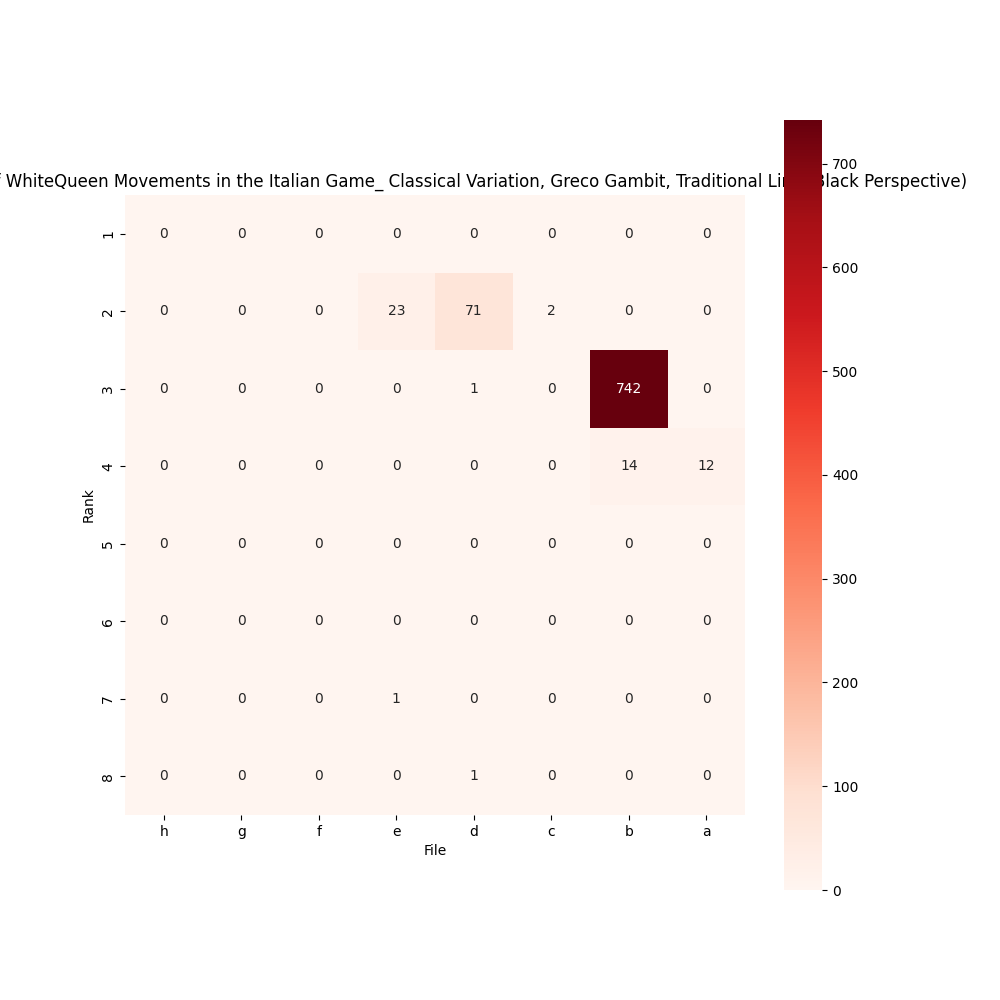 WhiteQueen Movements in the Italian Game_ Classical Variation, Greco Gambit, Traditional Black Perspective)
700
600
500
400
300
200
100
0
Rank
1 0 0 0 0 0 0 0 0
2 0 0 0 23 71 2 0 0
3 0 0 0 0 1 0 742 0
4 0 0 0 0 0 0 14 12
5 0 0 0 0 0 0 0 0
6 0 0 0 0 0 0 0 0
7 0 0 0 1 0 0 0 0
8 0 0 0 0 1 0 0 0
h g f e d c b a
File